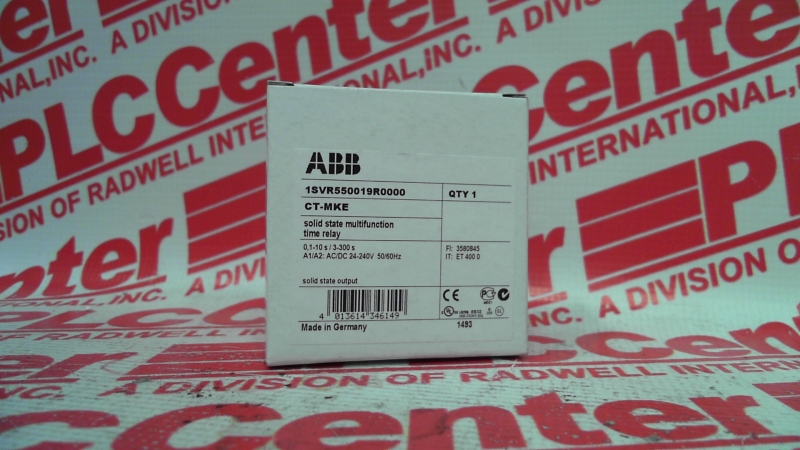 PLCCenter
A DIVISION OF RADWELL INTERNATIONAL, INC.
ABB
1SVR550019R0000
QTY 1
CT-MKE
solid state multifunction
time relay
0,1-10 s / 3-300 s
A1/A2: AC/DC 24-240V 50/60Hz
FI: 3580845
IT: ET 400 0
solid state output
CE
4 013614 346149
Made in Germany
1493